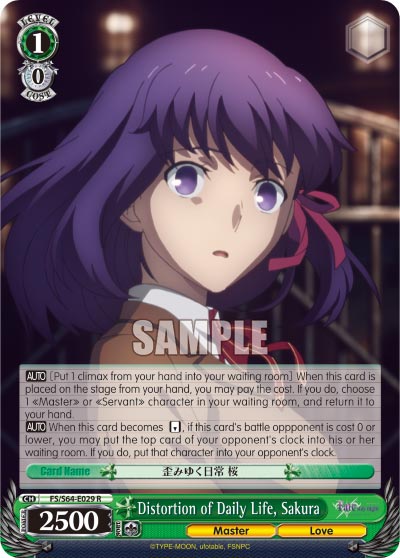 LEVEL
1
0
COST
SAMPLE
AUTO [Put 1 climax from your hand into your waiting room] When this card is
placed on the stage from your hand, you may pay the cost. If you do, choose
1 «Master» or «Servant» character in your waiting room, and return it to
your hand.
AUTO When this card becomes, if this card's battle oppponent is cost 0 or
lower, you may put the top card of your opponent's clock into his or her
waiting room. If you do, put that opponent into your opponent's clock.
Card Name 歪みゆく日常 桜
CH FS/S64-E029 R
2500
Distortion of Daily Life, Sakura
Master Love
©TYPE-MOON, ufotable, FSNPC